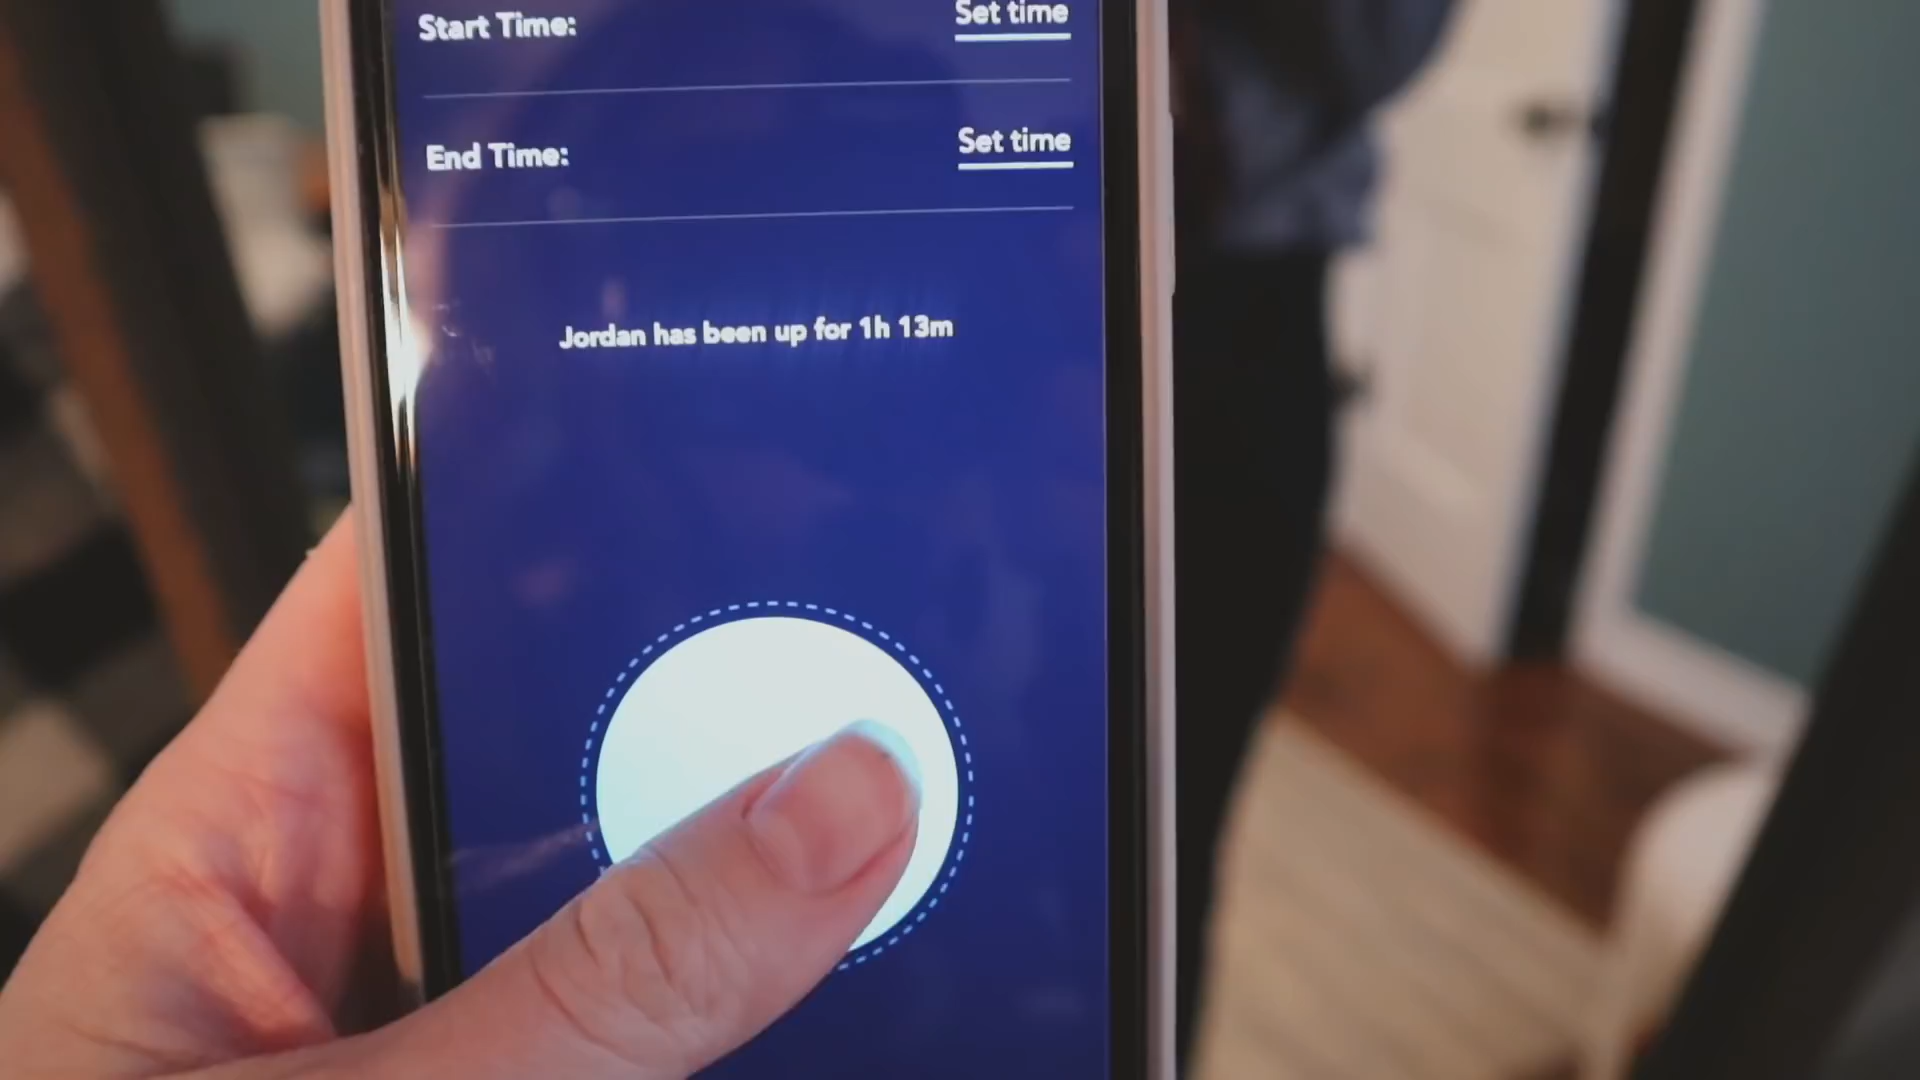 Start Time: Set time
End Time: Set time
Jordan has been up for 1h 13m